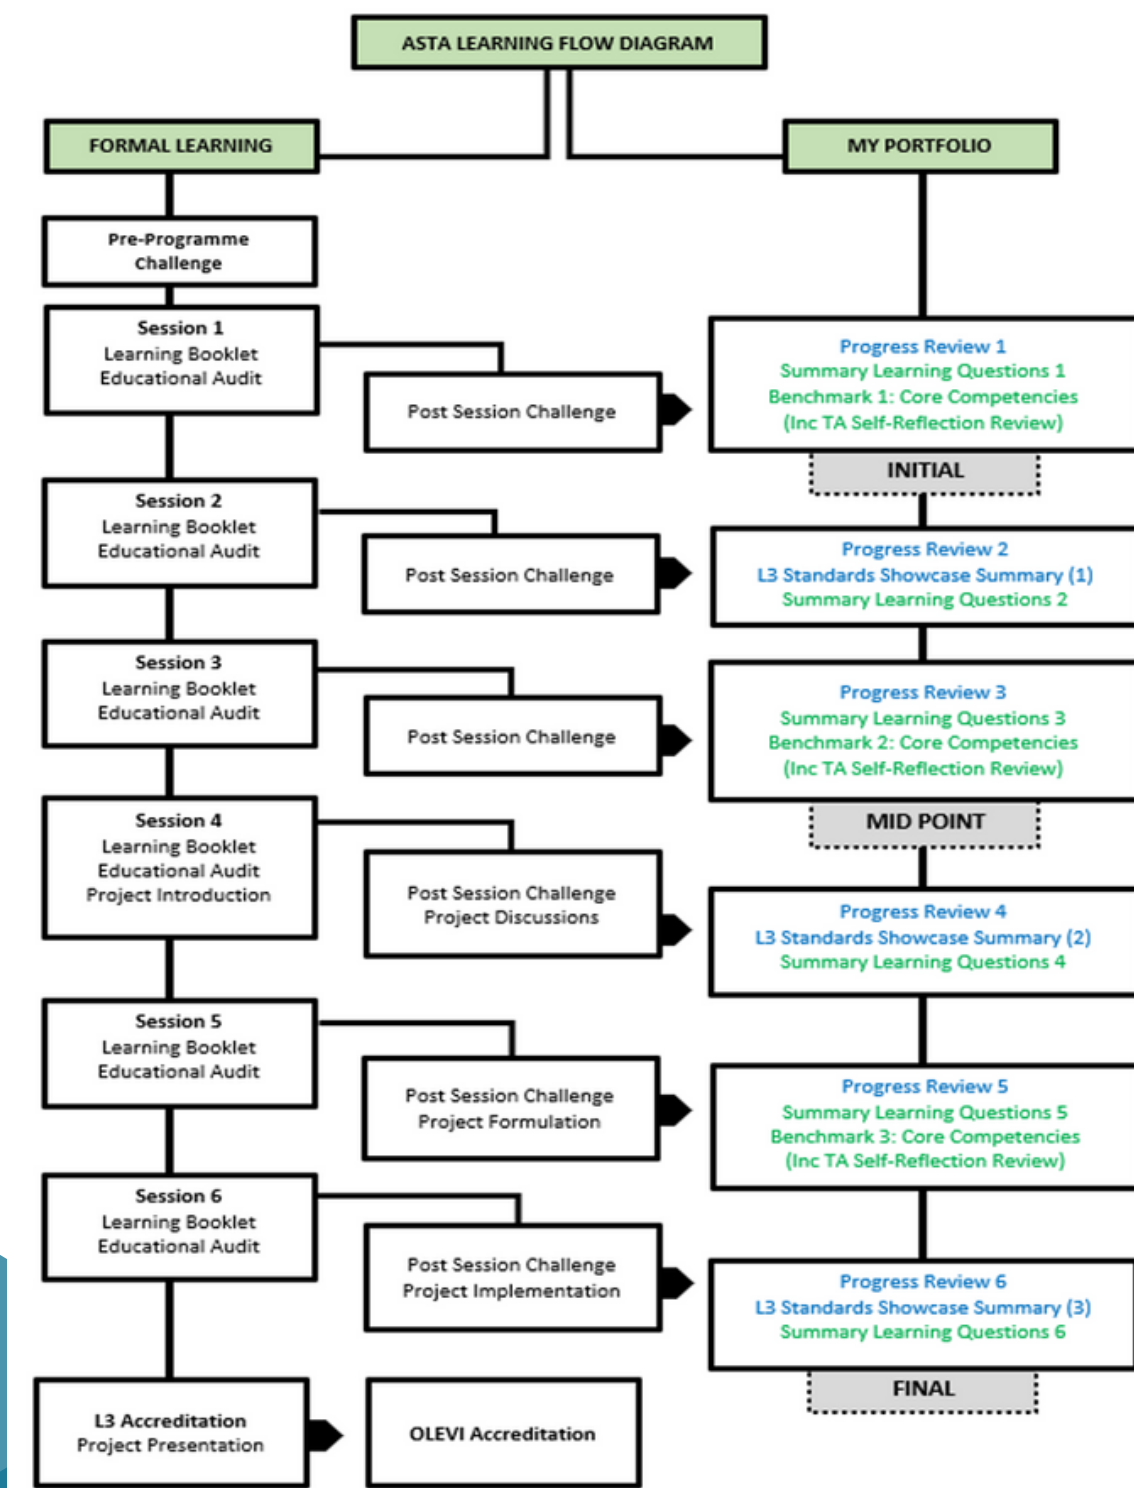 ASTA LEARNING FLOW DIAGRAM
FORMAL LEARNING
MY PORTFOLIO
Pre-Programme
Challenge
Session 1
Learning Booklet
Educational Audit
Post Session Challenge
Progress Review 1
Summary Learning Questions 1
Benchmark 1: Core Competencies
(Inc TA Self-Reflection Review)
INITIAL
Session 2
Learning Booklet
Educational Audit
Post Session Challenge
Progress Review 2
L3 Standards Showcase Summary (1)
Summary Learning Questions 2
Session 3
Learning Booklet
Educational Audit
Post Session Challenge
Progress Review 3
Summary Learning Questions 3
Benchmark 2: Core Competencies
(Inc TA Self-Reflection Review)
MID POINT
Session 4
Learning Booklet
Educational Audit
Project Introduction
Post Session Challenge
Project Discussions
Progress Review 4
L3 Standards Showcase Summary (2)
Summary Learning Questions 4
Session 5
Learning Booklet
Educational Audit
Post Session Challenge
Project Formulation
Progress Review 5
Summary Learning Questions 5
Benchmark 3: Core Competencies
(Inc TA Self-Reflection Review)
Session 6
Learning Booklet
Educational Audit
Post Session Challenge
Project Implementation
Progress Review 6
L3 Standards Showcase Summary (3)
Summary Learning Questions 6
FINAL
L3 Accreditation
Project Presentation
OLEVI Accreditation